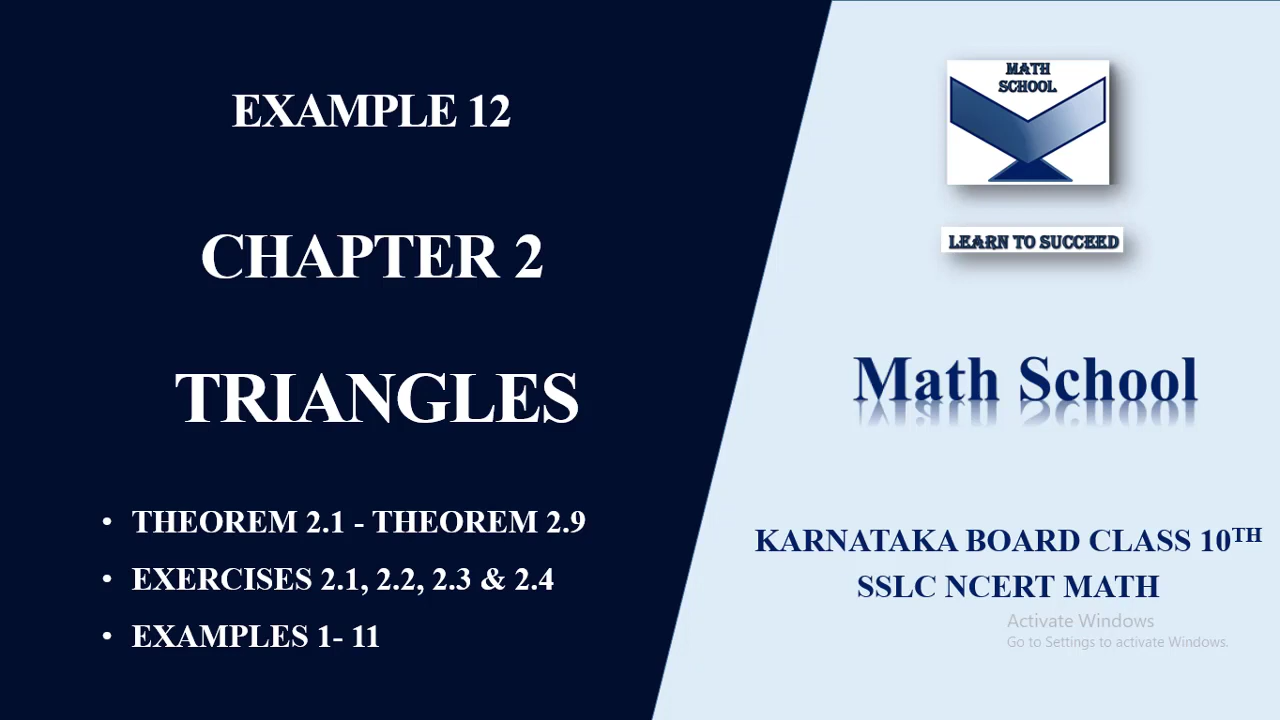 EXAMPLE 12
CHAPTER 2
TRIANGLES
• THEOREM 2.1 - THEOREM 2.9
• EXERCISES 2.1, 2.2, 2.3 & 2.4
• EXAMPLES 1- 11
MATH
SCHOOL
LEARN TO SUCCEED
Math School
KARNATAKA BOARD CLASS 10TH
SSLC NCERT MATH
Activate Windows
Go to Settings to activate Windows.